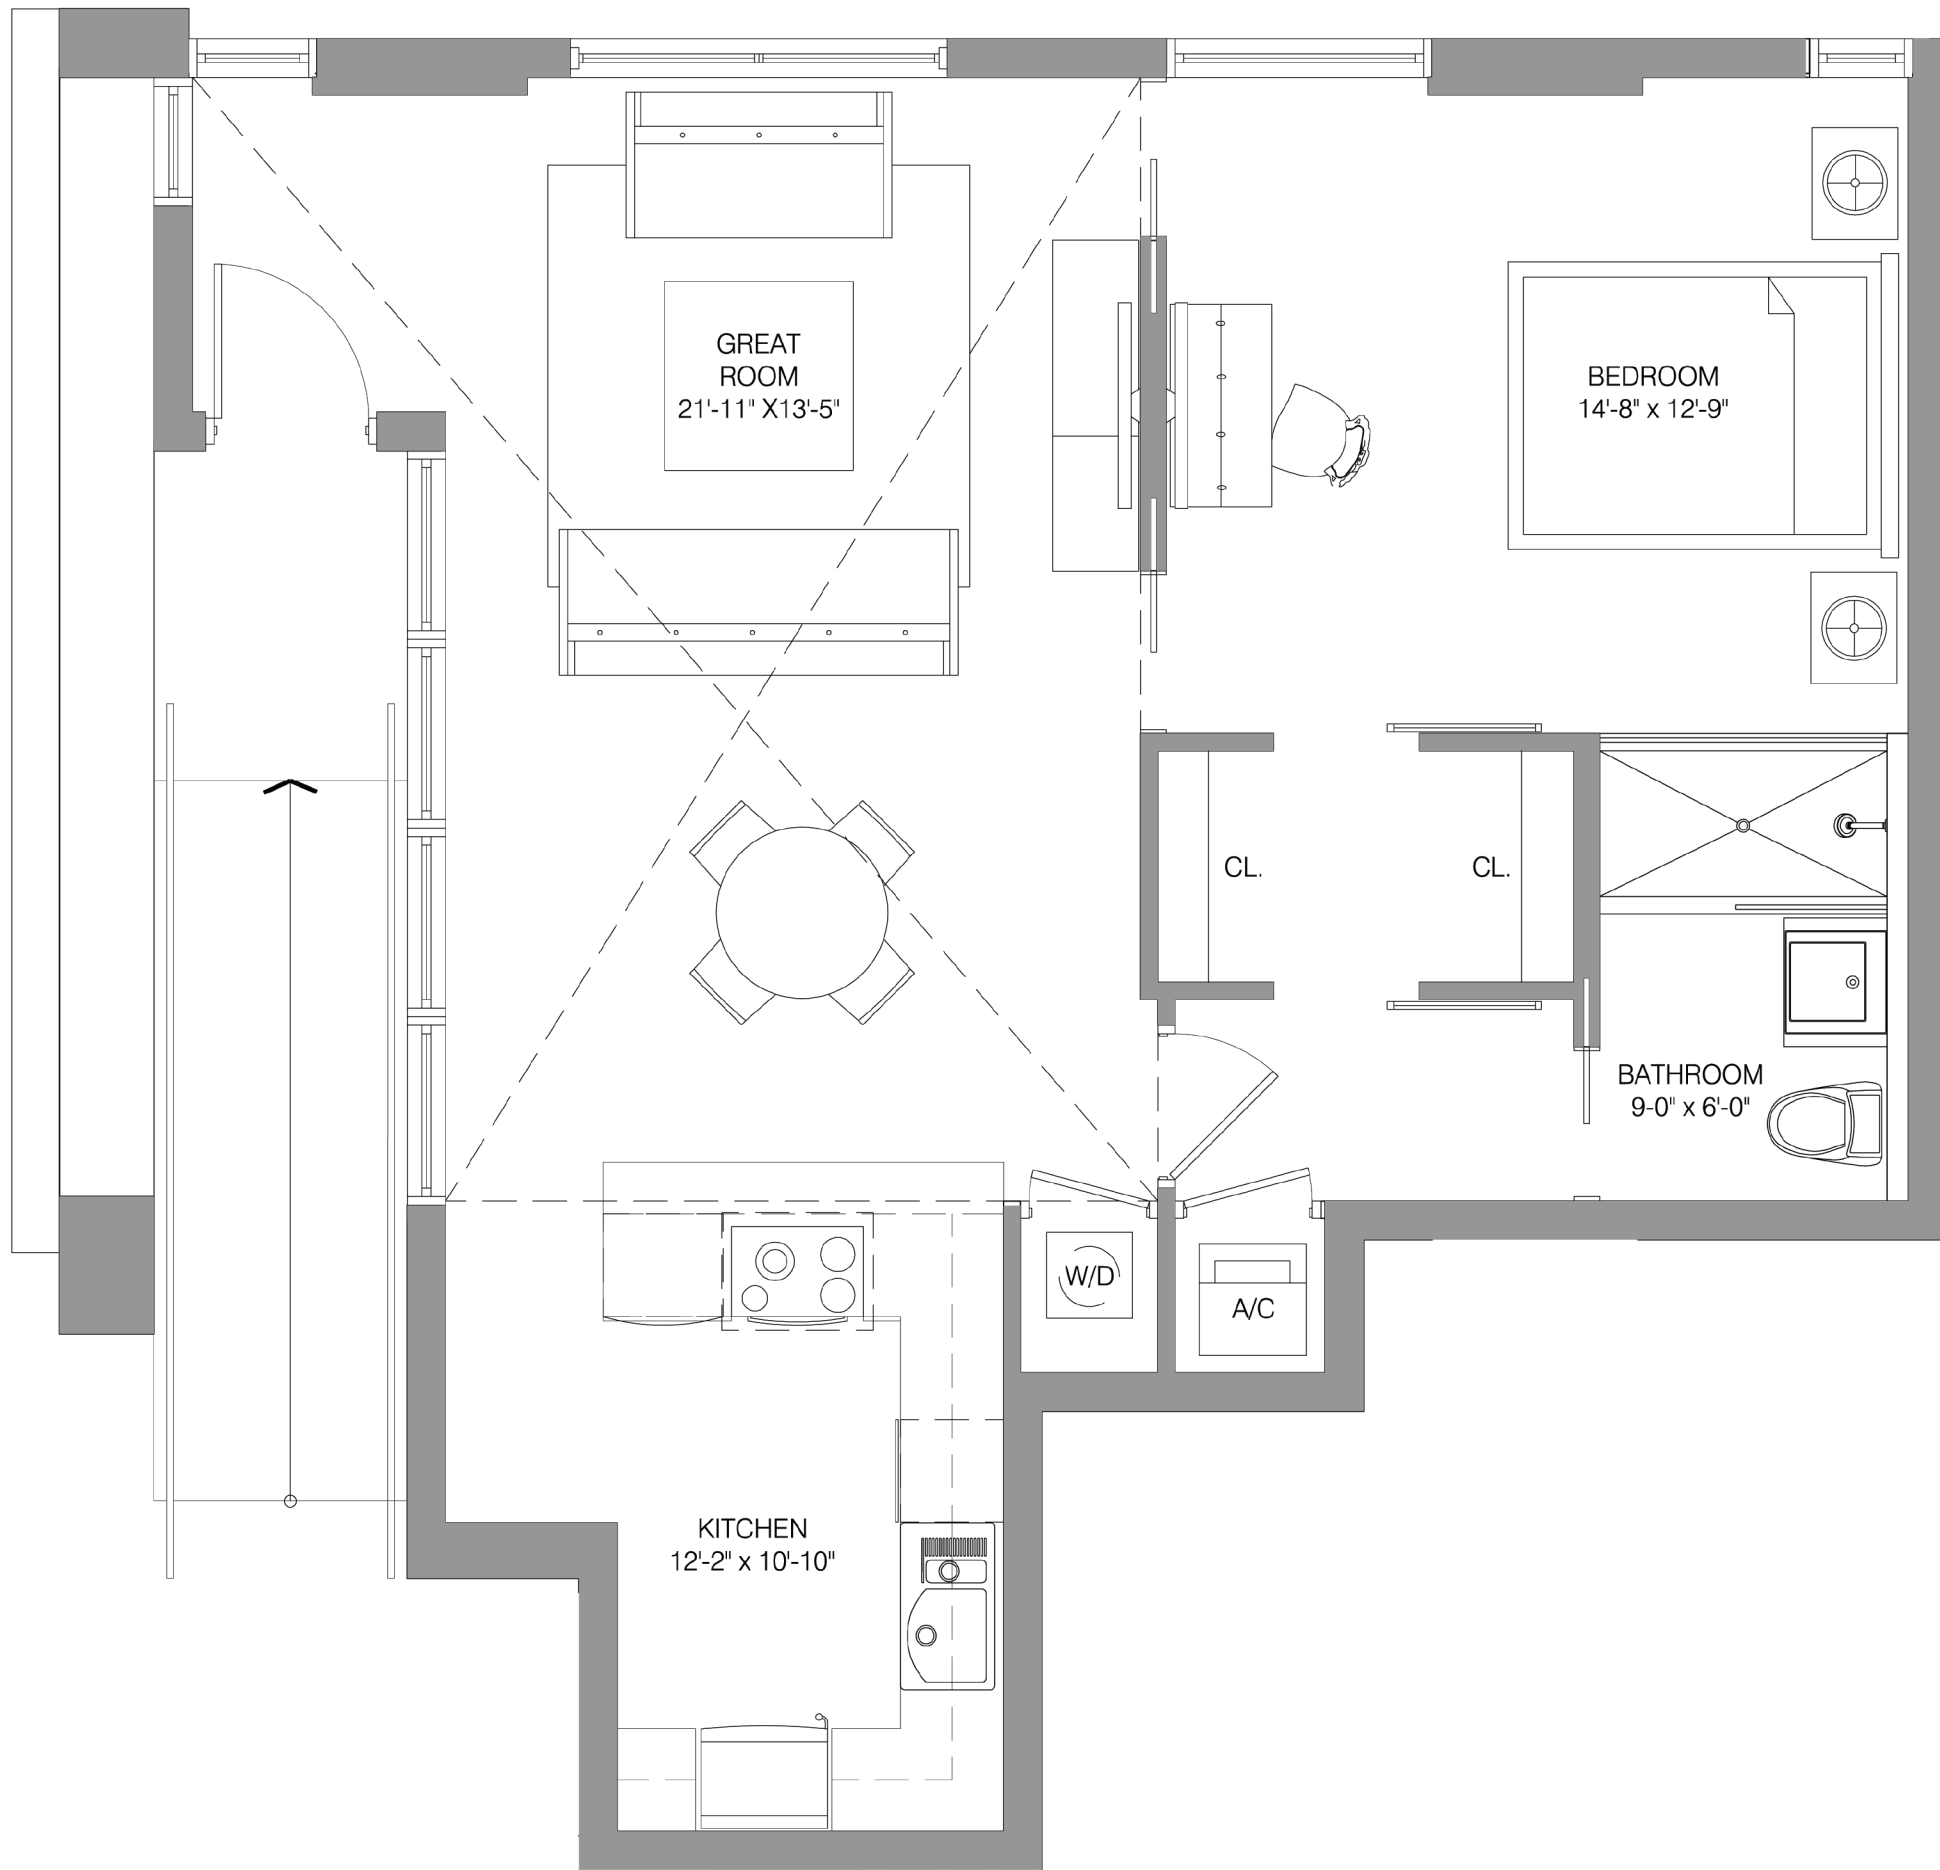 GREAT
ROOM
21'-11" X13'-5"
BEDROOM
14'-8" x 12'-9"
CL.
CL.
BATHROOM
9-0" x 6'-0"
W/D
A/C
KITCHEN
12'-2" x 10'-10"